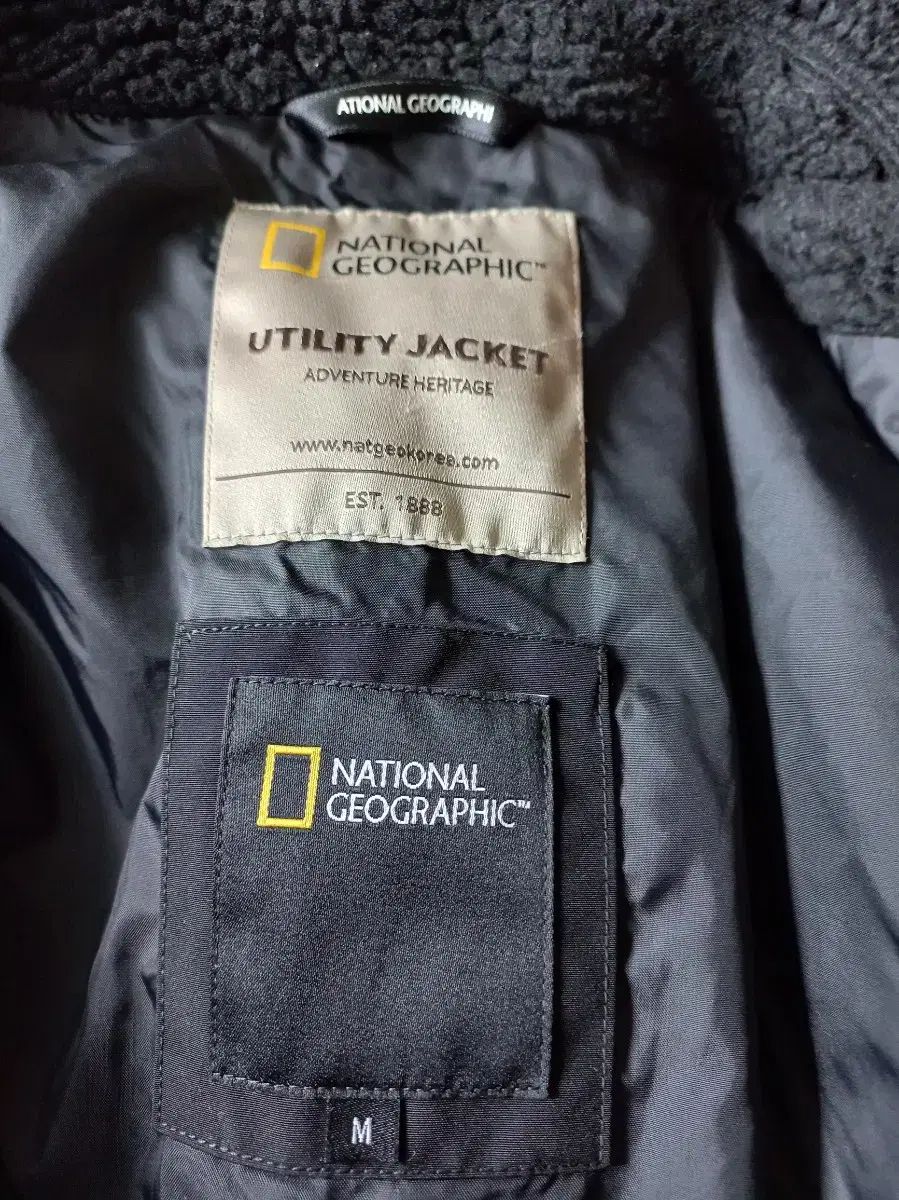 ATIONAL GEOGRAPHI
NATIONAL
GEOGRAPHIC™
UTILITY JACKET
ADVENTURE HERITAGE
www.natgeokorea.com
EST. 1888
NATIONAL
GEOGRAPHIC™
M